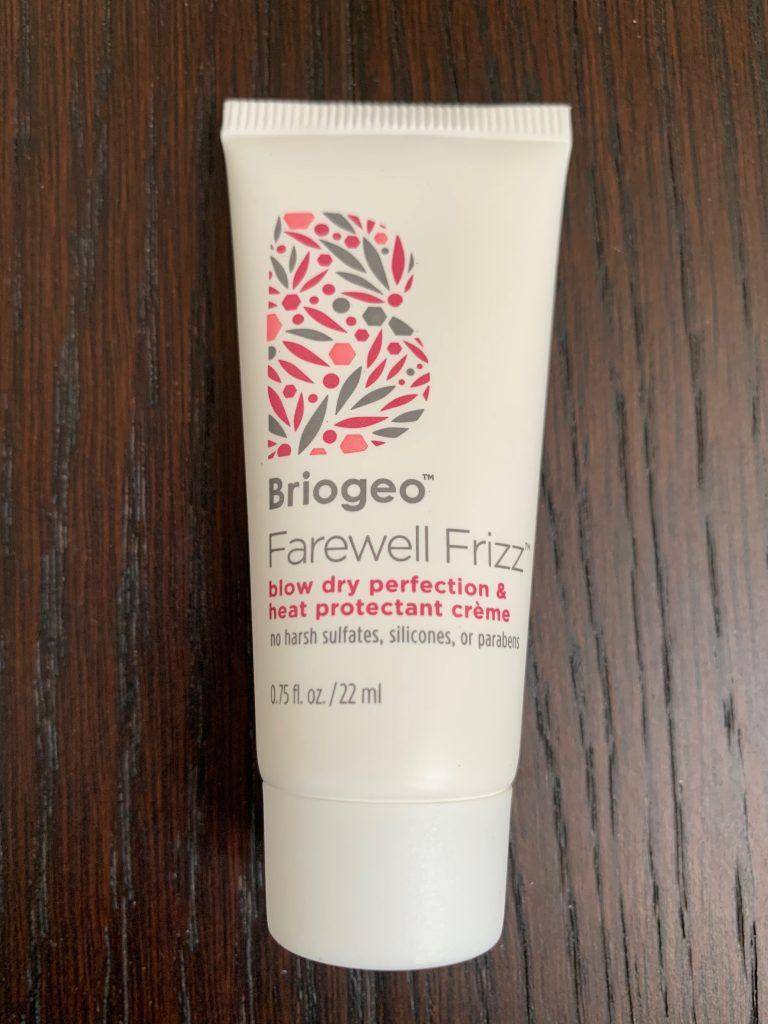 B
Briogeo™
Farewell Frizz™
blow dry perfection &
heat protectant crème
no harsh sulfates, silicones, or parabens
0.75 fl. oz. / 22 ml